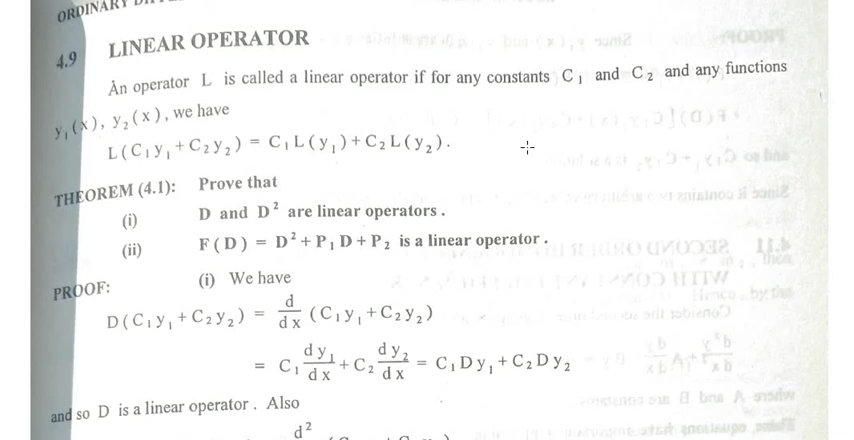 ORDINARY
4.9 LINEAR OPERATOR
An operator L is called a linear operator if for any constants C₁ and C₂ and any functions
y₁(x), y₂(x), we have
L(C₁y₁+C₂y₂) = C₁L(y₁)+C₂L(y₂).
THEOREM (4.1): Prove that
(i) D and D² are linear operators.
(ii) F(D) = D²+P₁D+P₂ is a linear operator.
PROOF: (i) We have
D(C₁y₁+C₂y₂) = d/dx (C₁y₁+C₂y₂)
= C₁ dy₁/dx + C₂ dy₂/dx = C₁Dy₁+C₂Dy₂
and so D is a linear operator. Also
d²